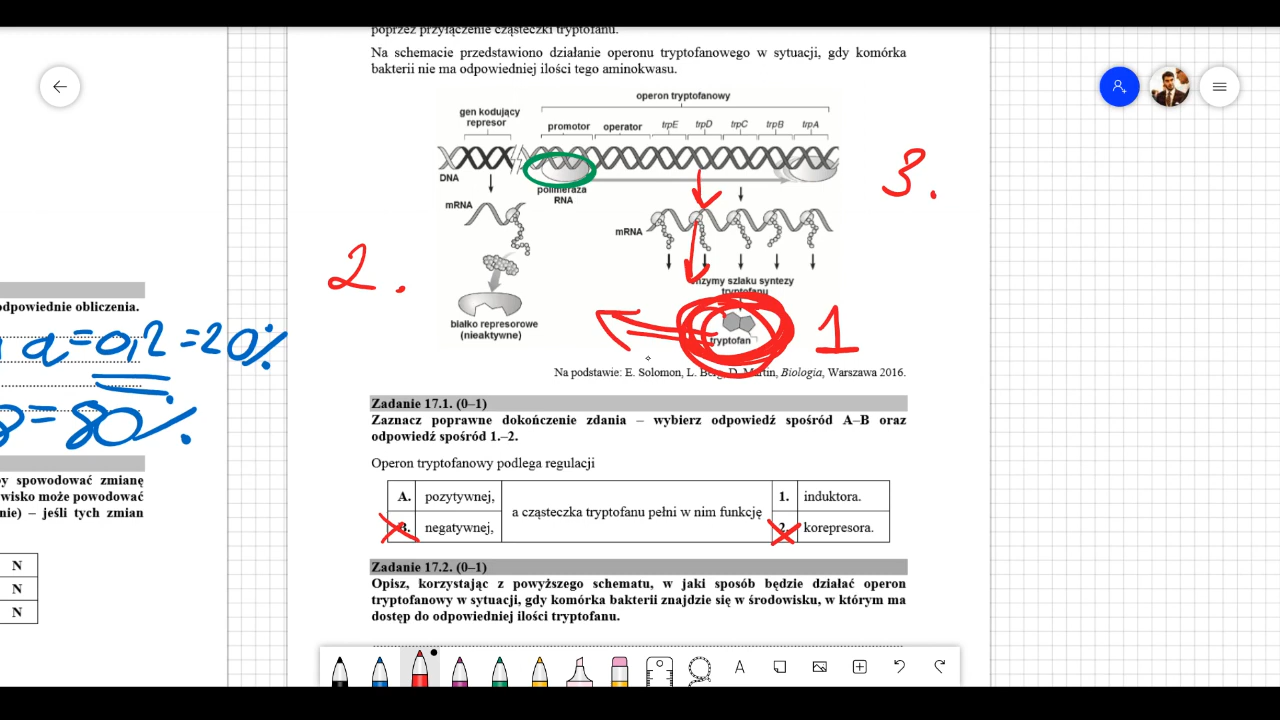 poprzez przyłączenie cząsteczki tryptofanu.
Na schemacie przedstawiono działanie operonu tryptofanowego w sytuacji, gdy komórka
bakterii nie ma odpowiedniej ilości tego aminokwasu.
operon tryptofanowy
gen kodujący
represor
promotor
operator
trpE
trpD
trpC
trpB
trpA
3.
DNA
polimeraza
RNA
mRNA
mRNA
2.
enzymy szlaku syntezy
tryptofanu
białko represorowe
(nieaktywne)
tryptofan
1
Na podstawie: E. Solomon, L. Berg, D. Martin, Biologia, Warszawa 2016.
odpowiednie obliczenia.
a = 0,2 = 20%
= 80%
y spowodować zmianę
wisko może powodować
nie) – jeśli tych zmian
N
N
N
Zadanie 17.1. (0–1)
Zaznacz poprawne dokończenie zdania – wybierz odpowiedź spośród A–B oraz
odpowiedź spośród 1.–2.
Operon tryptofanowy podlega regulacji
A. pozytywnej,
B. negatywnej,
a cząsteczka tryptofanu pełni w nim funkcję
1. induktora.
2. korepresora.
Zadanie 17.2. (0–1)
Opisz, korzystając z powyższego schematu, w jaki sposób będzie działać operon
tryptofanowy w sytuacji, gdy komórka bakterii znajdzie się w środowisku, w którym ma
dostęp do odpowiedniej ilości tryptofanu.
A